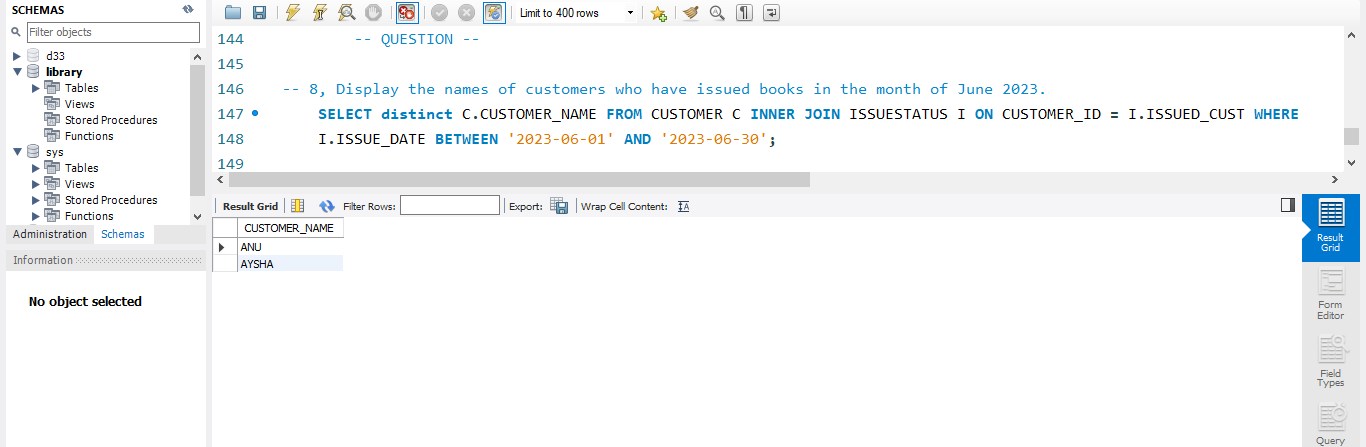 SCHEMAS
Filter objects
d33
library
Tables
Views
Stored Procedures
Functions
sys
Tables
Views
Stored Procedures
Functions
Administration Schemas
Information
No object selected
Limit to 400 rows
144 -- QUESTION --
145
146 -- 8, Display the names of customers who have issued books in the month of June 2023.
147 SELECT distinct C.CUSTOMER_NAME FROM CUSTOMER C INNER JOIN ISSUESTATUS I ON CUSTOMER_ID = I.ISSUED_CUST WHERE
148 I.ISSUE_DATE BETWEEN '2023-06-01' AND '2023-06-30';
149
Result Grid Filter Rows: Export: Wrap Cell Content:
CUSTOMER_NAME
ANU
AYSHA
Result
Grid
Form
Editor
Field
Types
Query